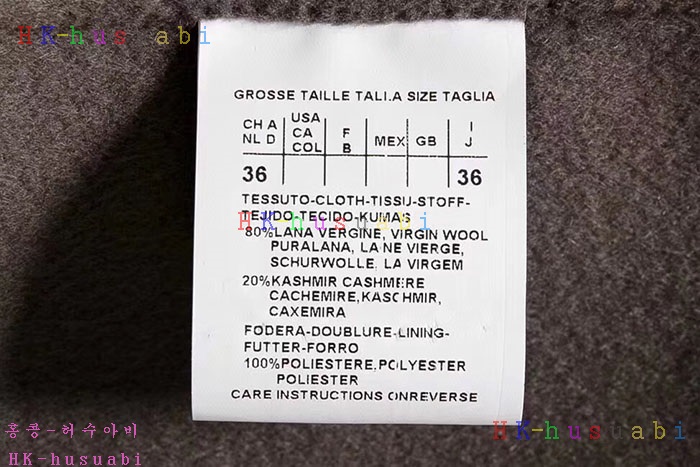 HK-husuabi
GROSSE TAILLE TALLA SIZE TAGLIA
CH A NL D
USA CA COL
F B
MEX
GB
I J
36
36
TESSUTO-CLOTH-TISSU-STOFF-
TEJIDO TECIDO-KUMAS
HK-husuabi
80%LANA VERGINE, VIRGIN WOOL
PURALANA, LAINE VIERGE,
SCHURWOLLE, LA VIRGEM
20%KASHMIR CASHMERE
CACHEMIRE,KASCHMIR,
CAXEMIRA
FODERA-DOUBLURE-LINING-
FUTTER-FORRO
100%POLIESTERE,POLYESTER
POLIESTER
CARE INSTRUCTIONS ONREVERSE
홍콩-허수아비
HK-husuabi
HK-husuabi